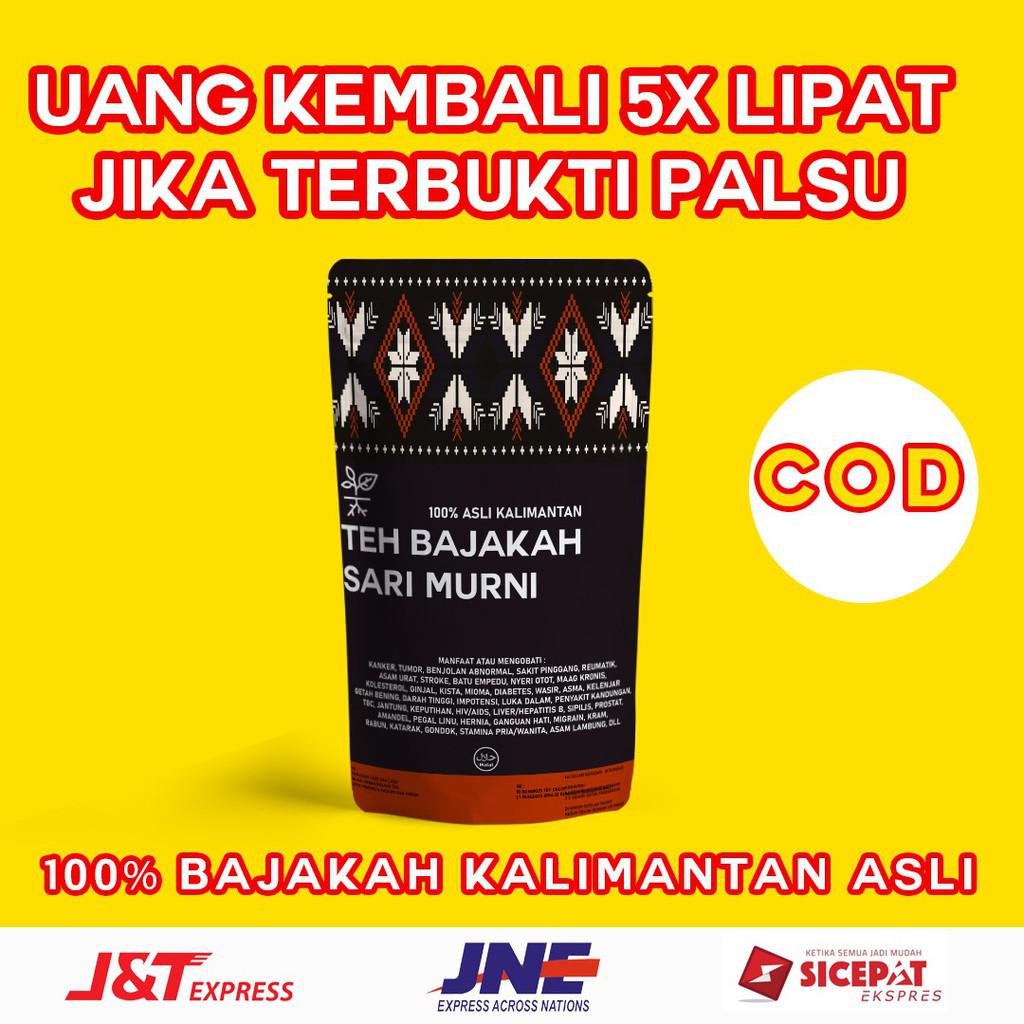 UANG KEMBALI 5X LIPAT
JIKA TERBUKTI PALSU
COD
100% ASLI KALIMANTAN
TEH BAJAKAH
SARI MURNI
MANFAAT ATAU MENGOBATI :
KANKER, TUMOR, BENJOLAN ABNORMAL, SAKIT PINGGANG, REUMATIK,
ASAM URAT, STROKE, BATU EMPEDU, NYERI OTOT, MAAG KRONIS,
KOLESTEROL, GINJAL, KISTA, MIOMA, DIABETES, WASIR, ASMA, KELENJAR
GETAH BENING, DARAH TINGGI, IMPOTENSI, LUKA DALAM, PENYAKIT KANDUNGAN,
TBC, JANTUNG, KEPUTIHAN, HIV/AIDS, LIVER/HEPATITIS B, SIPILIS, PROSTAT,
AMANDEL, PEGAL LINU, HERNIA, GANGUAN HATI, MIGRAIN, KRAM,
RABUN, KATARAK, GONDOK, STAMINA PRIA/WANITA, ASAM LAMBUNG, DLL
حلال
Halal
100% BAJAKAH KALIMANTAN ASLI
J&T EXPRESS
JNE
EXPRESS ACROSS NATIONS
KETIKA SEMUA JADI MUDAH
SICEPAT
EKSPRES